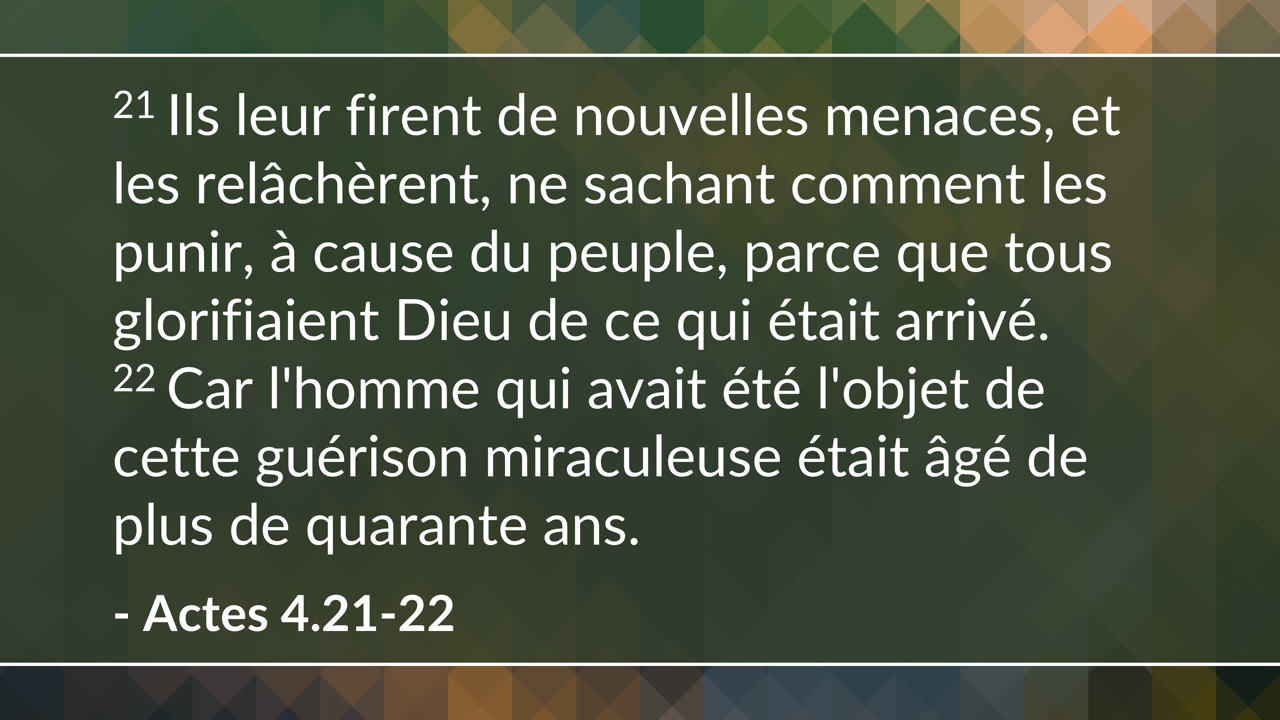 21 Ils leur firent de nouvelles menaces, et
les relâchèrent, ne sachant comment les
punir, à cause du peuple, parce que tous
glorifiaient Dieu de ce qui était arrivé.
22 Car l'homme qui avait été l'objet de
cette guérison miraculeuse était âgé de
plus de quarante ans.
- Actes 4.21-22